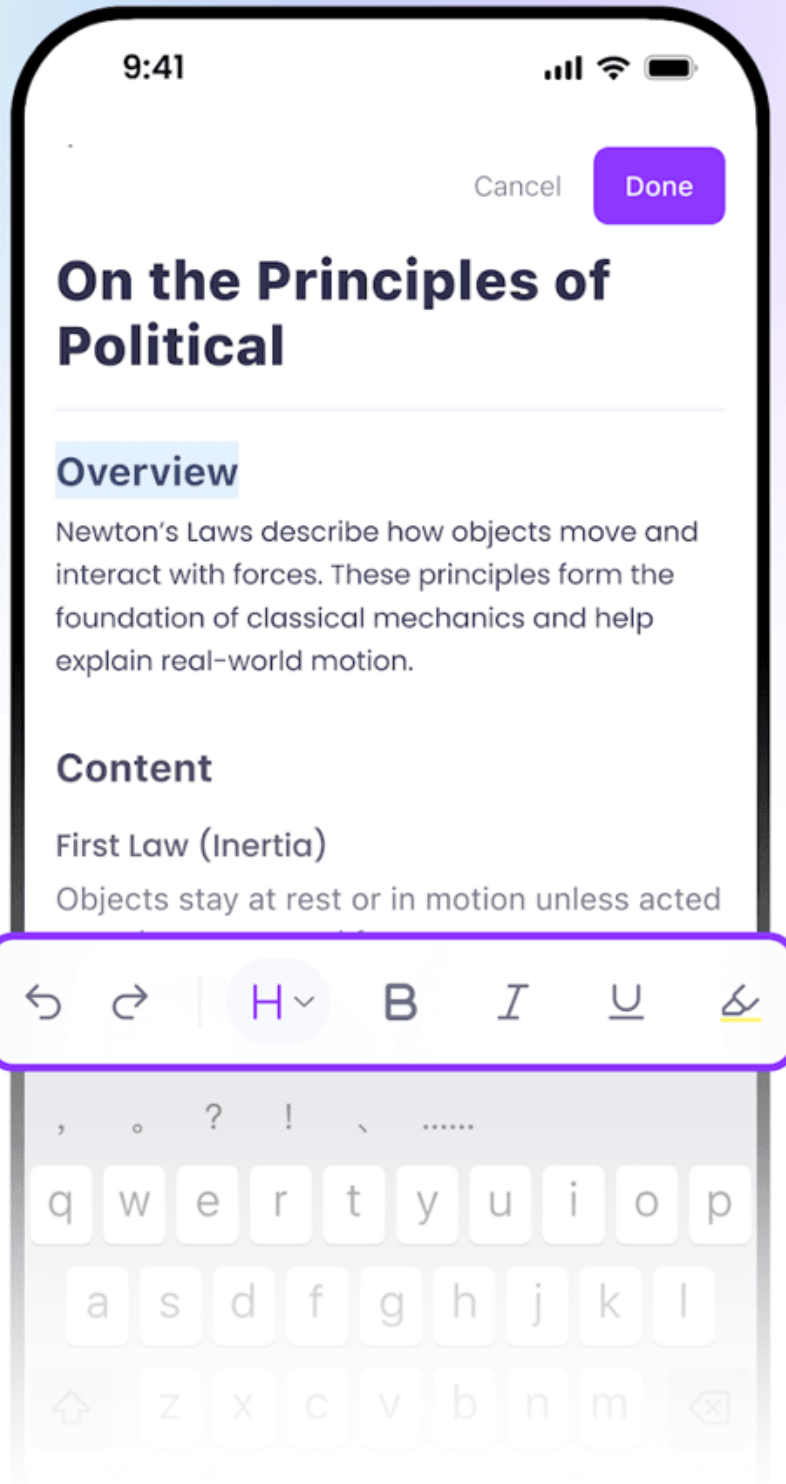 9:41
Cancel Done
On the Principles of
Political
Overview
Newton's Laws describe how objects move and
interact with forces. These principles form the
foundation of classical mechanics and help
explain real-world motion.
Content
First Law (Inertia)
Objects stay at rest or in motion unless acted
H B I U
, 。 ? ! 、 ......
q w e r t y u i o p
a s d f g h j k l
z x c v b n m